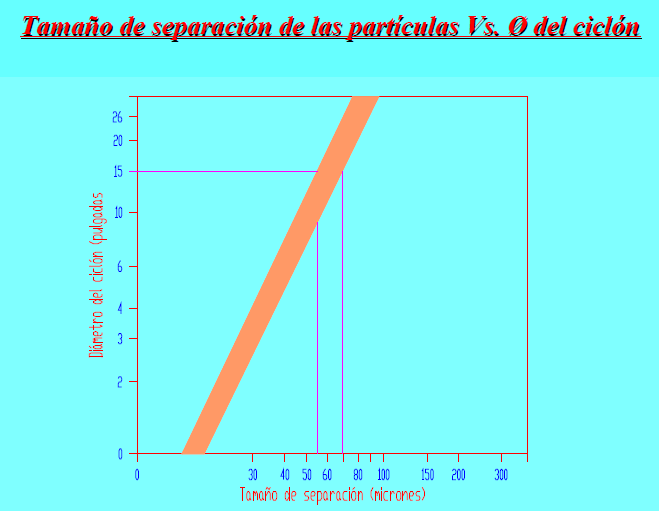 Tamaño de separación de las partículas Vs. Ø del ciclón
26
20
15
10
6
4
3
2
0
Diámetro del ciclón (pulgadas
0 30 40 50 60 80 100 150 200 300
Tamaño de separación (micrones)